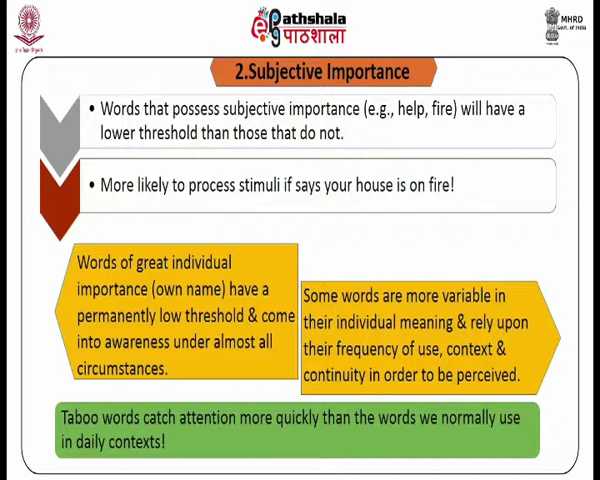 Pathshala
पाठशाला
MHRD
Govt. of India
2.Subjective Importance
• Words that possess subjective importance (e.g., help, fire) will have a
lower threshold than those that do not.
• More likely to process stimuli if says your house is on fire!
Words of great individual
importance (own name) have a
permanently low threshold & come
into awareness under almost all
circumstances.
Some words are more variable in
their individual meaning & rely upon
their frequency of use, context &
continuity in order to be perceived.
Taboo words catch attention more quickly than the words we normally use
in daily contexts!